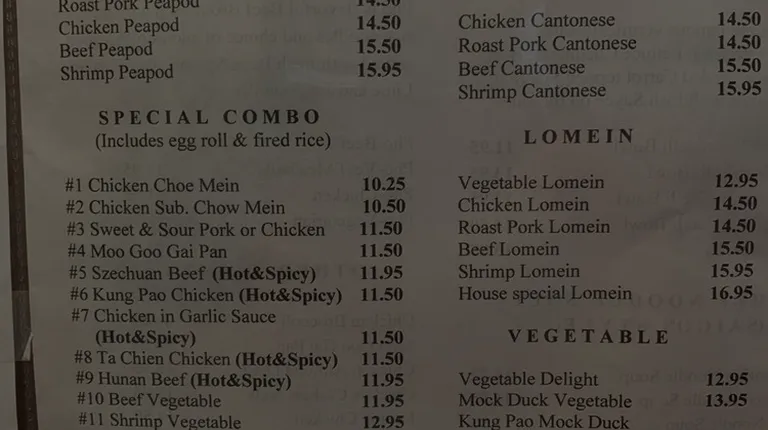 Roast Pork Peapod 14.50
Chicken Peapod 14.50
Beef Peapod 15.50
Shrimp Peapod 15.95
SPECIAL COMBO
(Includes egg roll & fired rice)
#1 Chicken Choe Mein 10.25
#2 Chicken Sub. Chow Mein 10.50
#3 Sweet & Sour Pork or Chicken 11.50
#4 Moo Goo Gai Pan 11.50
#5 Szechuan Beef (Hot&Spicy) 11.95
#6 Kung Pao Chicken (Hot&Spicy) 11.50
#7 Chicken in Garlic Sauce
(Hot&Spicy) 11.50
#8 Ta Chien Chicken (Hot&Spicy) 11.50
#9 Hunan Beef (Hot&Spicy) 11.95
#10 Beef Vegetable 11.95
#11 Shrimp Vegetable 12.95
Chicken Cantonese 14.50
Roast Pork Cantonese 14.50
Beef Cantonese 15.50
Shrimp Cantonese 15.95
LOMEIN
Vegetable Lomein 12.95
Chicken Lomein 14.50
Roast Pork Lomein 14.50
Beef Lomein 15.50
Shrimp Lomein 15.95
House special Lomein 16.95
VEGETABLE
Vegetable Delight 12.95
Mock Duck Vegetable 13.95
Kung Pao Mock Duck